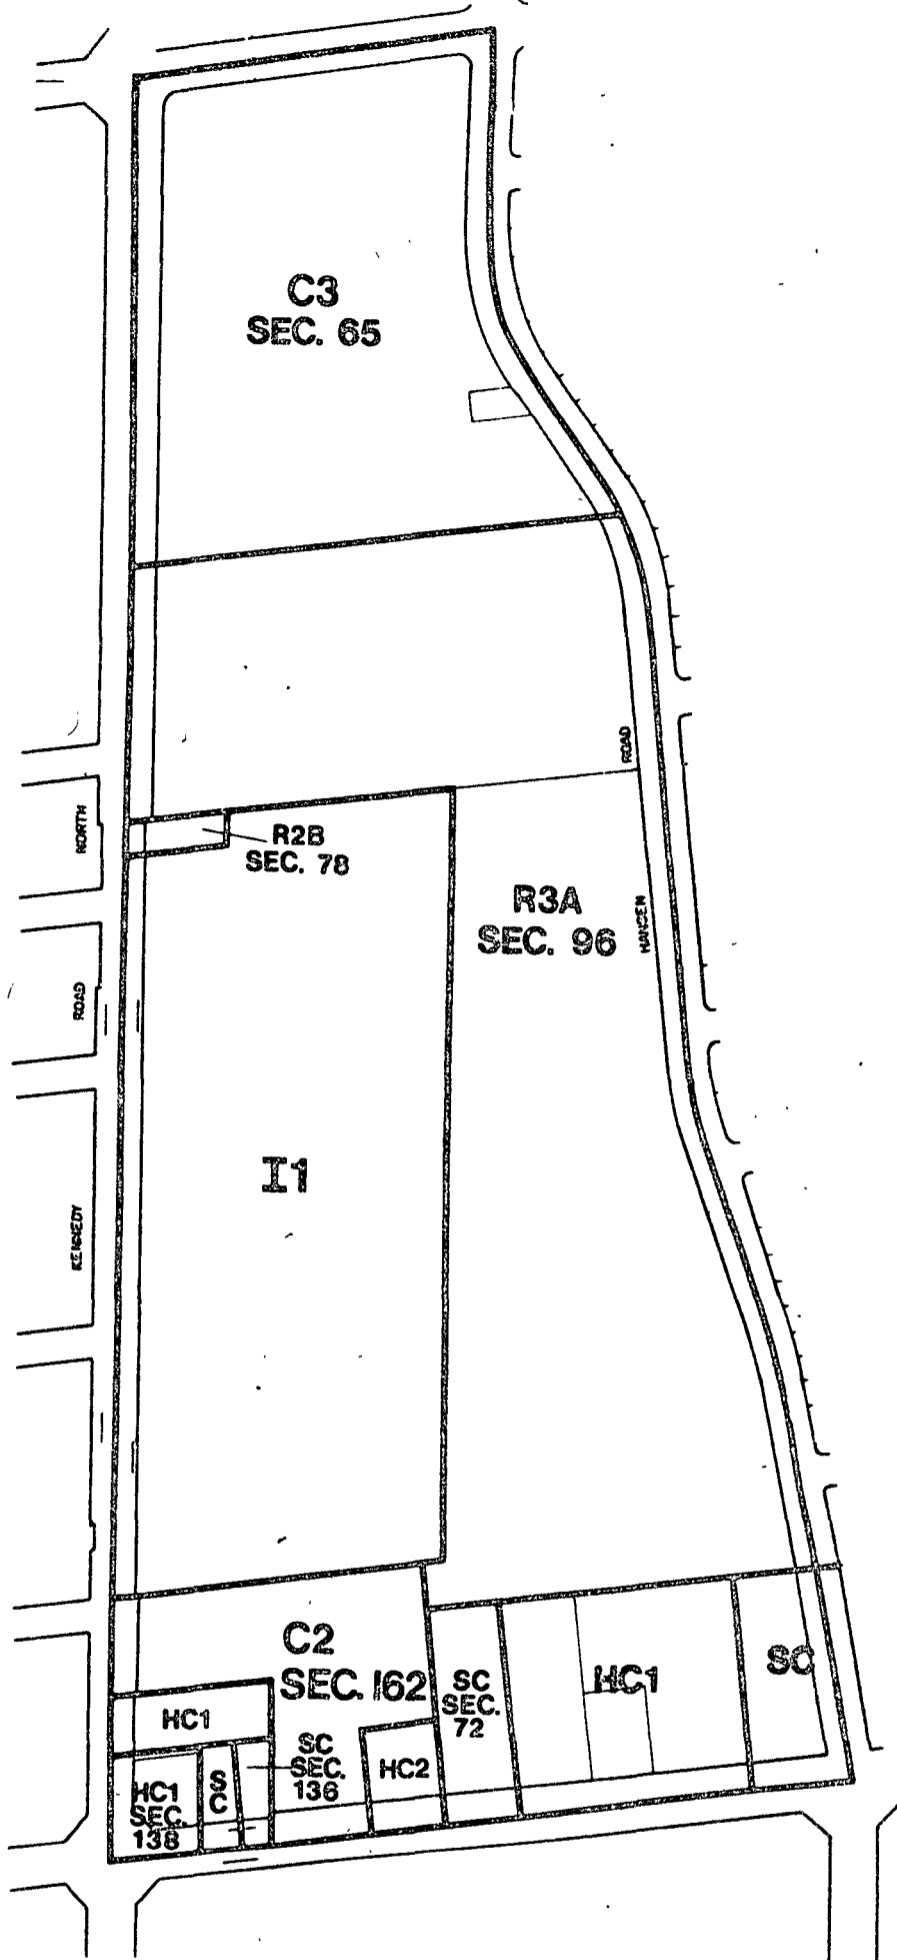 C3
SEC. 65
ROAD
NORTH
R2B
SEC. 78
R3A
SEC. 96
HANSEN
ROAD
I1
KENNEDY
C2
SEC. 162
SC
SEC.
72
HC1
SC
HC1
SC
SEC.
136
HC2
HC1
SEC.
138
SC